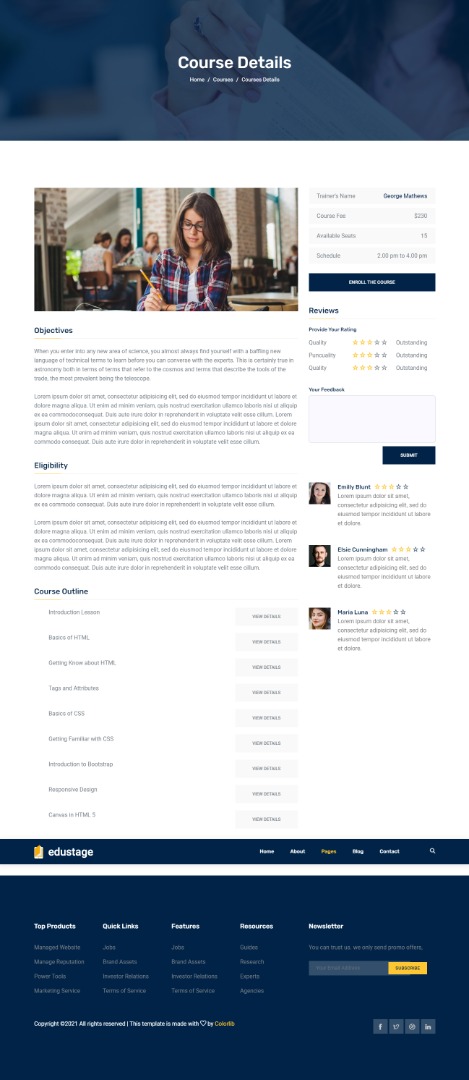 Course Details
Home / Courses / Courses Details
Trainer's Name George Mathews
Course Fee $230
Available Seats 15
Schedule 2.00 pm to 4.00 pm
ENROLL THE COURSE
Objectives
When you enter into any new area of science, you almost always find yourself with a baffling new
language of technical terms to learn before you can converse with the experts. This is certainly true in
astronomy both in terms of terms that refer to the cosmos and terms that describe the tools of the
trade, the most prevalent being the telescope.
Lorem ipsum dolor sit amet, consectetur adipisicing elit, sed do eiusmod tempor incididunt ut labore et
dolore magna aliqua. Ut enim ad minim veniam, quis nostrud exercitation ullamco laboris nisi ut aliquip
ex ea commodoconsequat. Duis aute irure dolor in reprehenderit in voluptate velit esse cillum. Lorem
ipsum dolor sit amet, consectetur adipisicing elit, sed do eiusmod tempor incididunt ut labore et dolore
magna aliqua. Ut enim ad minim veniam, quis nostrud exercitation ullamco laboris nisi ut aliquip ex ea
commodo consequat. Duis aute irure dolor in reprehenderit in voluptate velit esse cillum.
Eligibility
Lorem ipsum dolor sit amet, consectetur adipisicing elit, sed do eiusmod tempor incididunt ut labore et
dolore magna aliqua. Ut enim ad minim veniam, quis nostrud exercitation ullamco laboris nisi ut aliquip
ex ea commodoconsequat. Duis aute irure dolor in reprehenderit in voluptate velit esse cillum.
Lorem ipsum dolor sit amet, consectetur adipisicing elit, sed do eiusmod tempor incididunt ut labore et
dolore magna aliqua. Ut enim ad minim veniam, quis nostrud exercitation ullamco laboris nisi ut aliquip
ex ea commodoconsequat. Duis aute irure dolor in reprehenderit in voluptate velit esse cillum. Lorem
ipsum dolor sit amet, consectetur adipisicing elit, sed do eiusmod tempor incididunt ut labore et dolore
magna aliqua. Ut enim ad minim veniam, quis nostrud exercitation ullamco laboris nisi ut aliquip ex ea
commodo consequat. Duis aute irure dolor in reprehenderit in voluptate velit esse cillum.
Course Outline
Introduction Lesson VIEW DETAILS
Basics of HTML VIEW DETAILS
Getting Know about HTML VIEW DETAILS
Tags and Attributes VIEW DETAILS
Basics of CSS VIEW DETAILS
Getting Familiar with CSS VIEW DETAILS
Introduction to Bootstrap VIEW DETAILS
Responsive Design VIEW DETAILS
Canvas in HTML 5 VIEW DETAILS
Reviews
Provide Your Rating
Quality Outstanding
Puncuality Outstanding
Quality Outstanding
Your Feedback
SUBMIT
Emilly Blunt
Lorem ipsum dolor sit amet,
consectetur adipisicing elit, sed do
eiusmod tempor incididunt ut labore
et dolore.
Elsie Cunningham
Lorem ipsum dolor sit amet,
consectetur adipisicing elit, sed do
eiusmod tempor incididunt ut labore
et dolore.
Maria Luna
Lorem ipsum dolor sit amet,
consectetur adipisicing elit, sed do
eiusmod tempor incididunt ut labore
et dolore.
edustage Home About Pages Blog Contact
Top Products Quick Links Features Resources Newsletter
Managed Website Jobs Jobs Guides You can trust us. we only send promo offers,
Manage Reputation Brand Assets Brand Assets Research
Your Email Address SUBSCRIBE
Power Tools Investor Relations Investor Relations Experts
Marketing Service Terms of Service Terms of Service Agencies
Copyright ©2021 All rights reserved | This template is made with ♡ by Colorlib